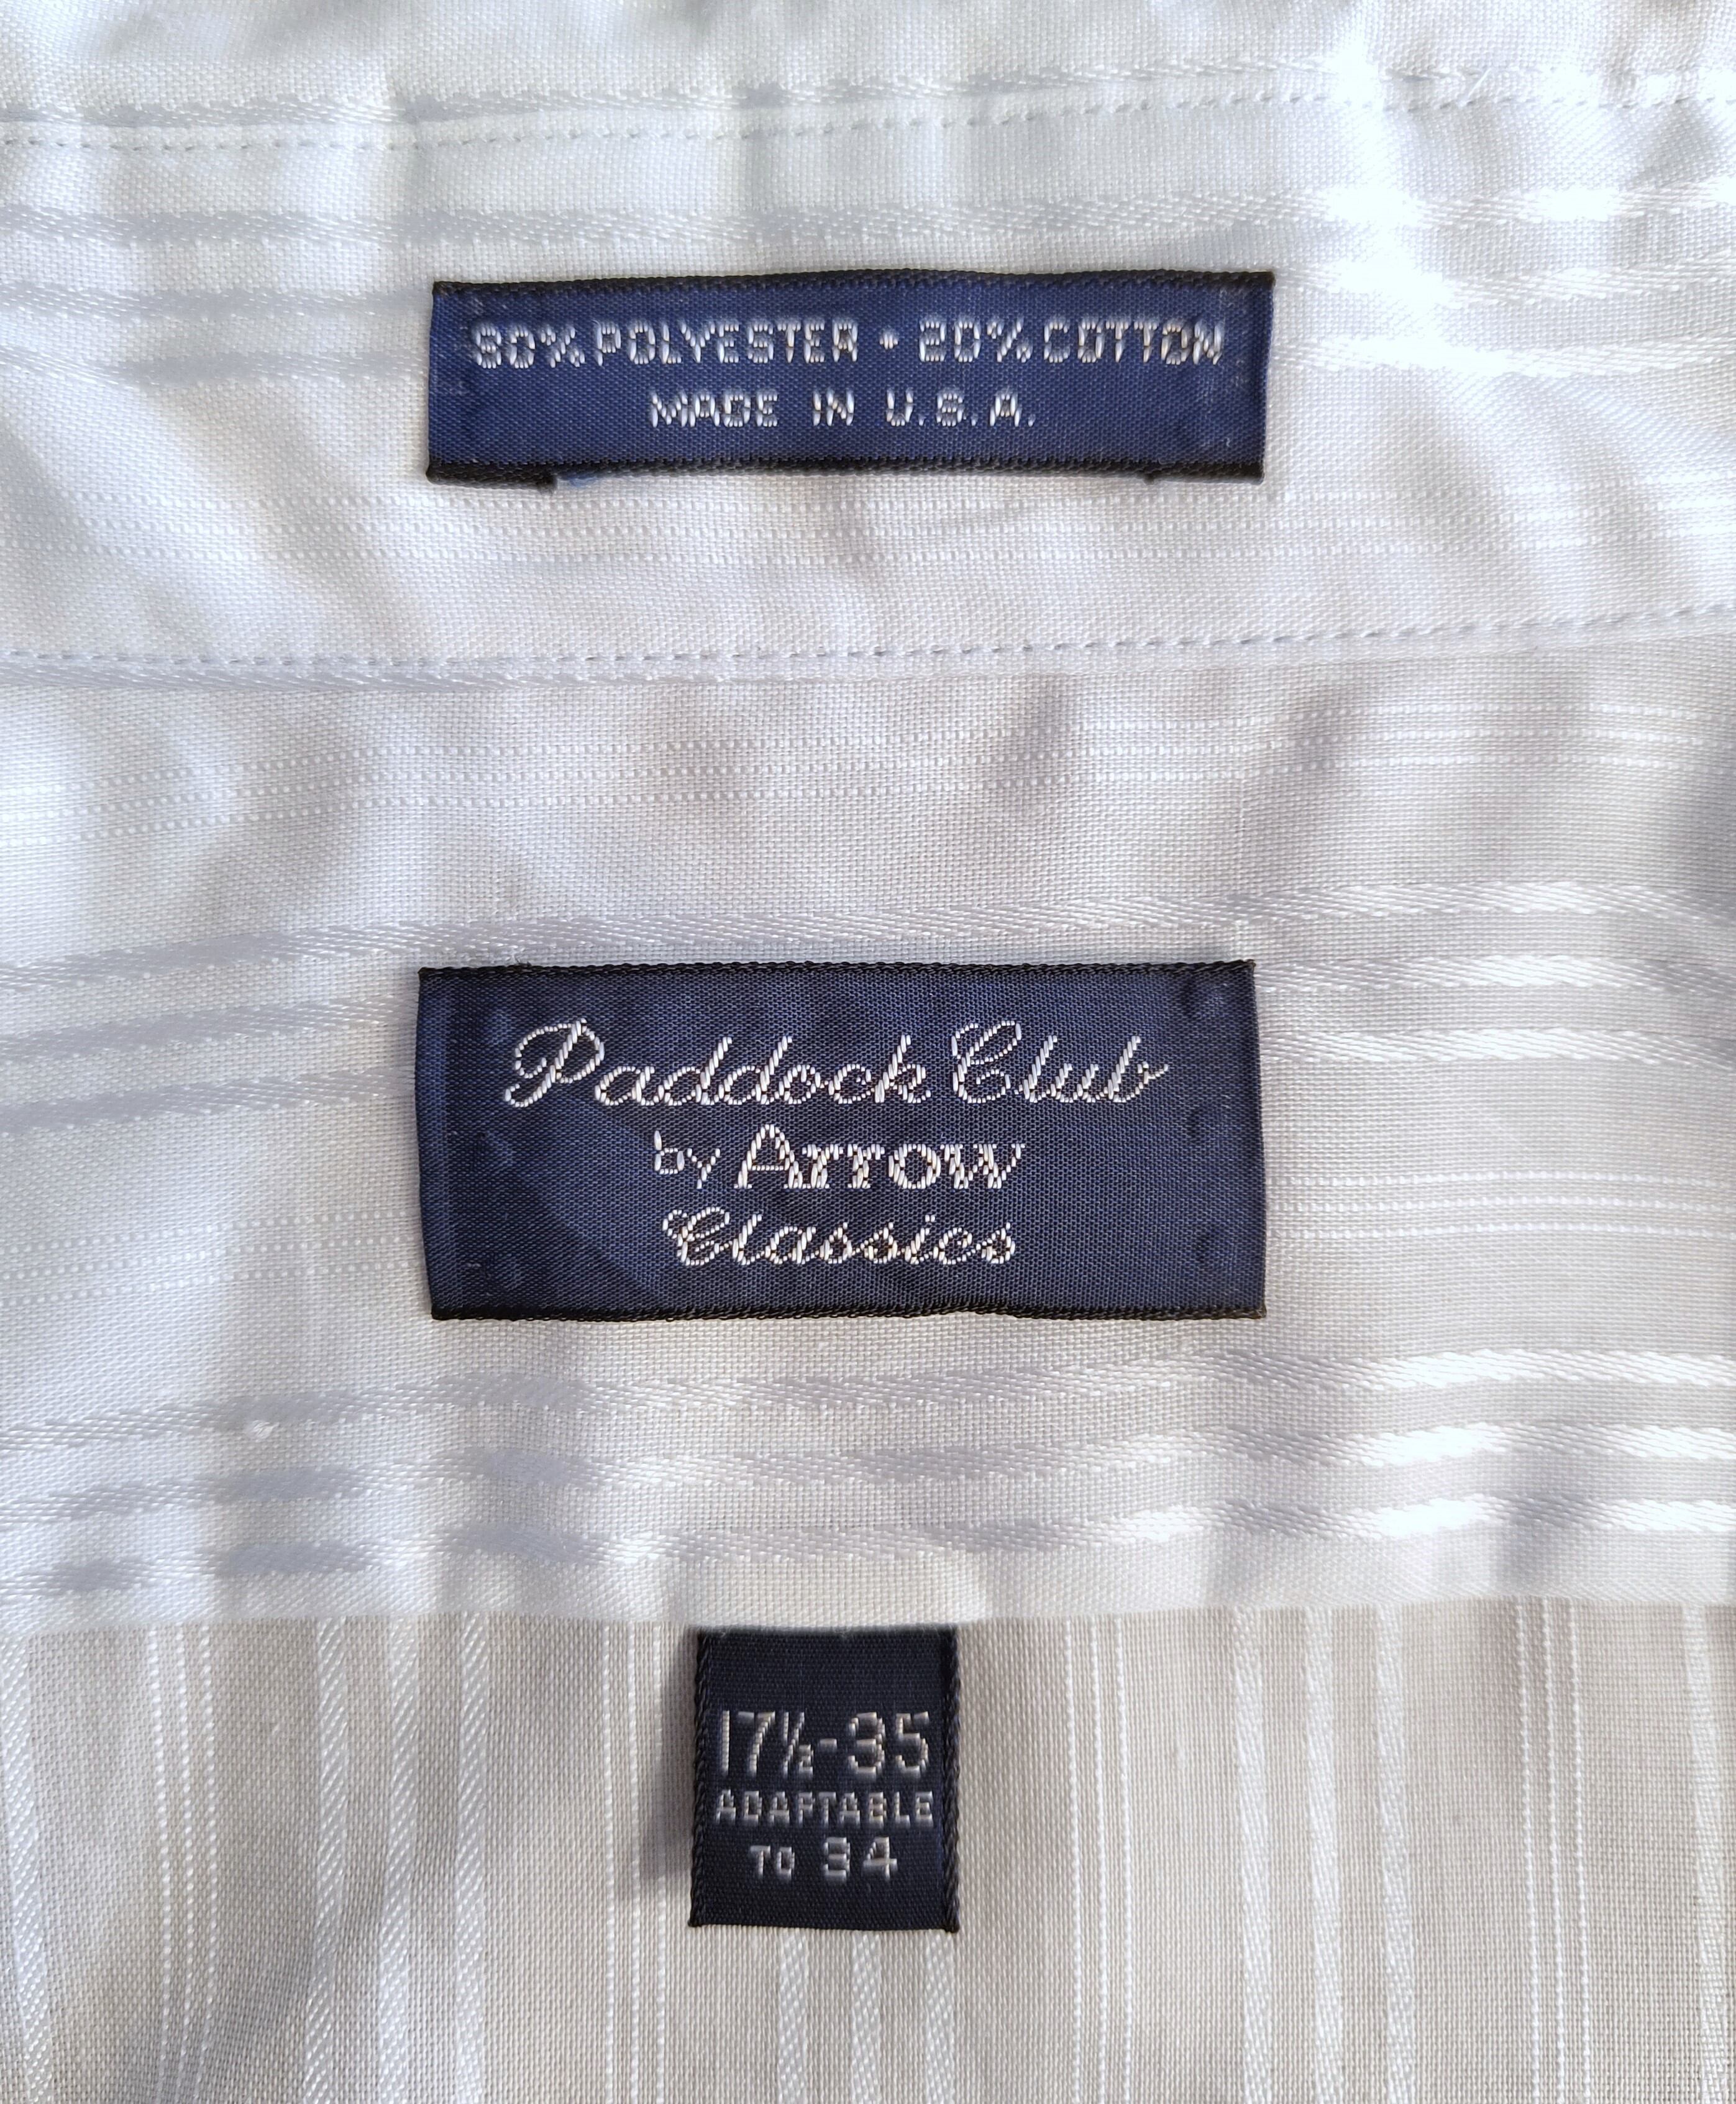 80% POLYESTER • 20% COTTON
MADE IN U.S.A.
Paddock Club
by Arrow
Classics
17½-35
ADAPTABLE
TO 34